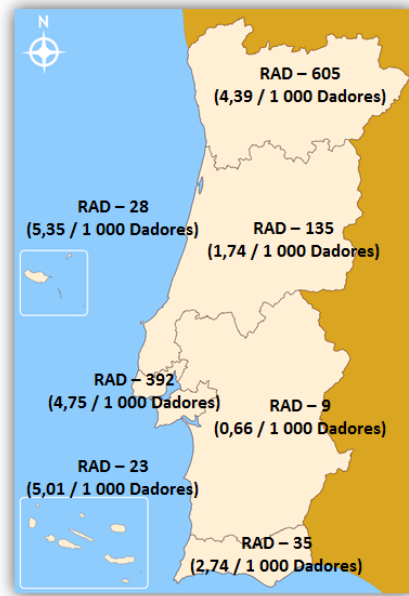 N
RAD – 605
(4,39 / 1 000 Dadores)
RAD – 28
(5,35 / 1 000 Dadores)
RAD – 135
(1,74 / 1 000 Dadores)
RAD – 392
(4,75 / 1 000 Dadores)
RAD – 9
(0,66 / 1 000 Dadores)
RAD – 23
(5,01 / 1 000 Dadores)
RAD – 35
(2,74 / 1 000 Dadores)